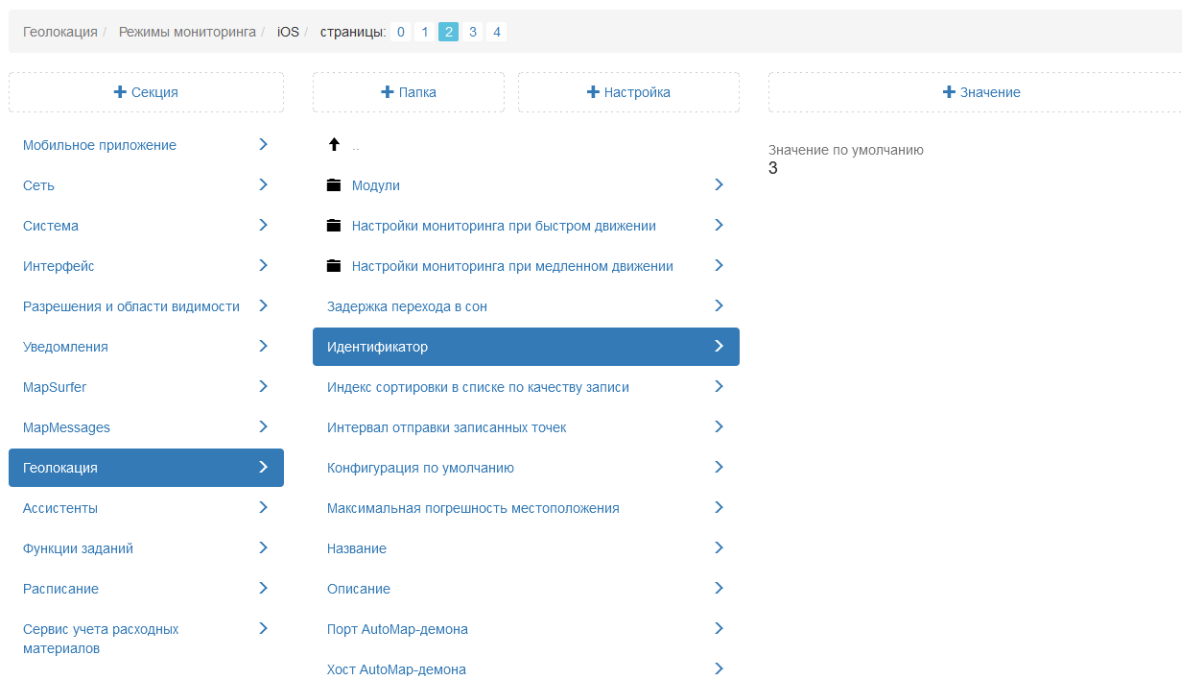 Геолокация / Режимы мониторинга / iOS / страницы: 0 1 2 3 4
+ Секция
+ Папка
+ Настройка
+ Значение
Мобильное приложение
Сеть
Система
Интерфейс
Разрешения и области видимости
Уведомления
MapSurfer
MapMessages
Геолокация
Ассистенты
Функции заданий
Расписание
Сервис учета расходных
материалов
..
Модули
Настройки мониторинга при быстром движении
Настройки мониторинга при медленном движении
Задержка перехода в сон
Идентификатор
Индекс сортировки в списке по качеству записи
Интервал отправки записанных точек
Конфигурация по умолчанию
Максимальная погрешность местоположения
Название
Описание
Порт AutoMap-демона
Хост AutoMap-демона
Значение по умолчанию
3